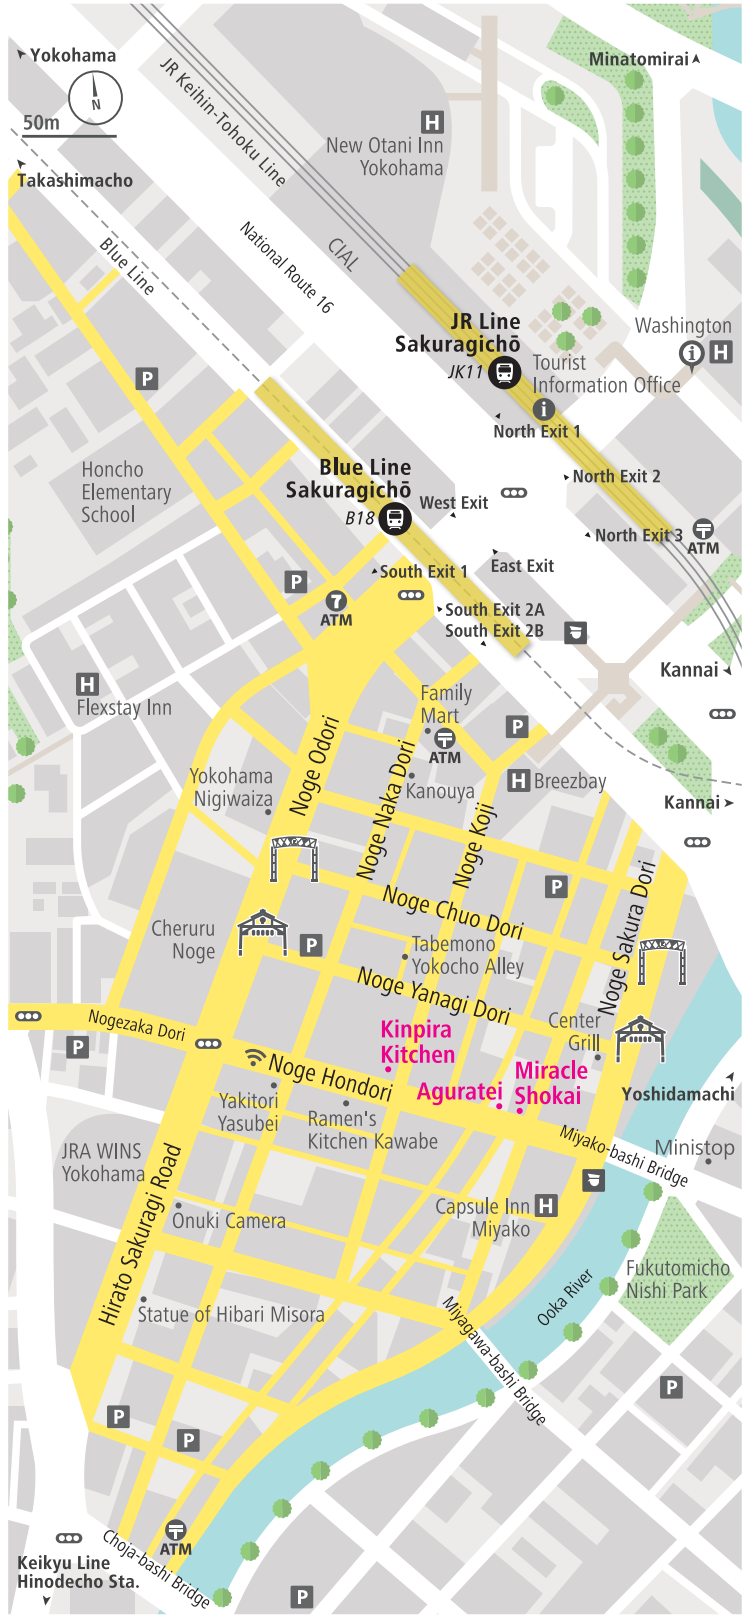 Yokohama
Minatomirai
N
50m
JR Keihin-Tohoku Line
H
New Otani Inn
Yokohama
Takashimacho
Blue Line
National Route 16
CIAL
JR Line
Sakuragichō
JK11
Washington
i H
Tourist
Information Office
i
P
North Exit 1
Blue Line
Sakuragichō
B18
Honcho
Elementary
School
North Exit 2
West Exit
North Exit 3
ATM
East Exit
South Exit 1
P
ATM
South Exit 2A
South Exit 2B
Kannai
H
Flexstay Inn
Family
Mart
P
ATM
Noge Odori
Noge Naka Dori
Yokohama
Nigiwaiza
Kanouya
H Breezbay
Kannai
Noge Koji
P
Noge Chuo Dori
Noge Sakura Dori
Cheruru
Noge
P
Tabemono
Yokocho Alley
Noge Yanagi Dori
Nogezaka Dori
P
Kinpira
Kitchen
Center
Grill
Noge Hondori
Aguratei
Miracle
Shokai
Yoshidamachi
Yakitori
Yasubei
Ramen's
Kitchen Kawabe
Miyako-bashi Bridge
Ministop
JRA WINS
Yokohama
Hirato Sakuragi Road
Onuki Camera
Capsule Inn H
Miyako
Fukutomicho
Nishi Park
Ooka River
Statue of Hibari Misora
Miyagawa-bashi Bridge
P
P
P
ATM
Choja-bashi Bridge
Keikyu Line
Hinodecho Sta.
P